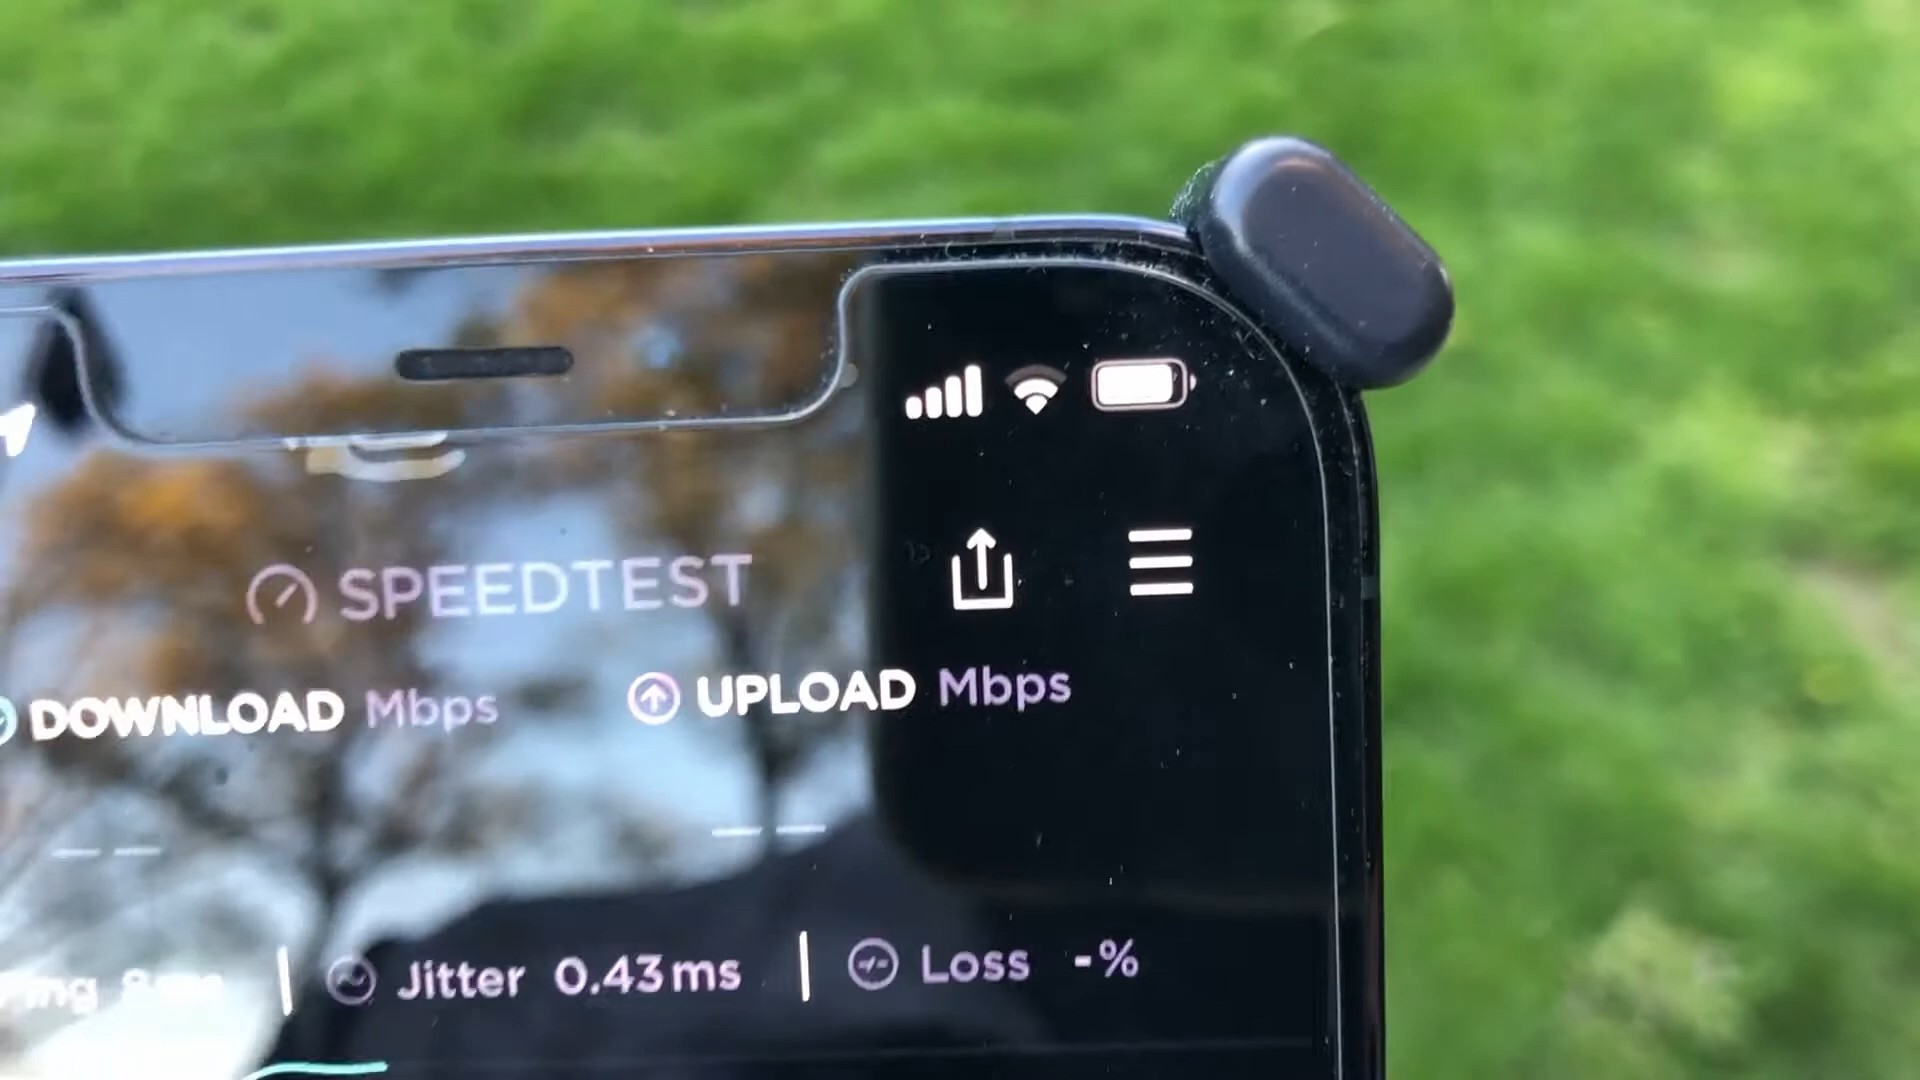 SPEEDTEST
DOWNLOAD Mbps UPLOAD Mbps
-- --
Jitter 0.43 ms Loss -%